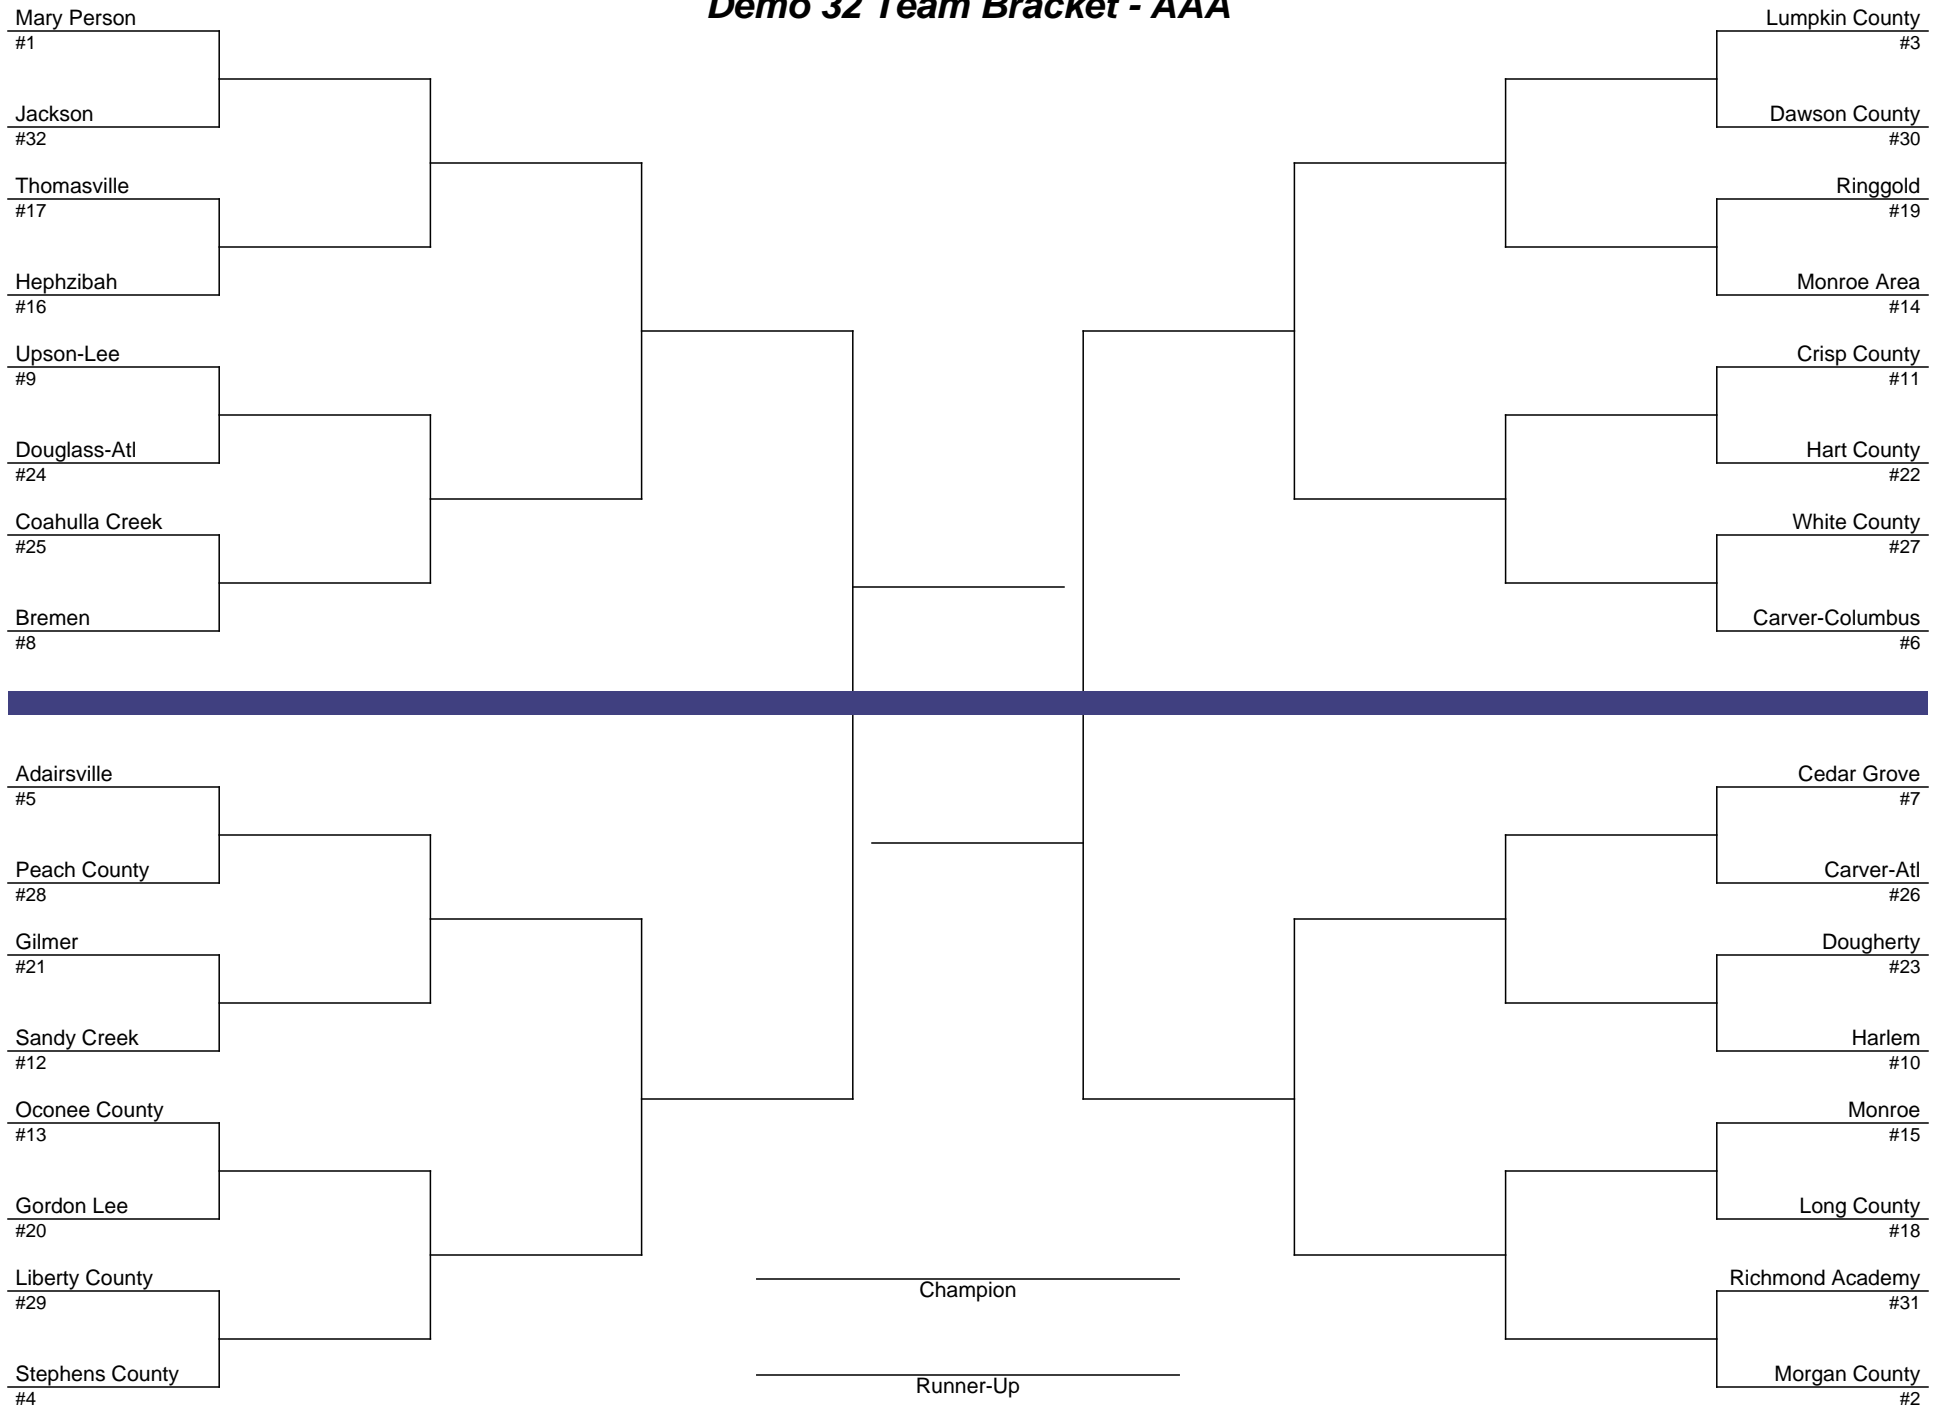 Demo 32 Team Bracket - AAA
Mary Person
#1
Jackson
#32
Thomasville
#17
Hephzibah
#16
Upson-Lee
#9
Douglass-Atl
#24
Coahulla Creek
#25
Bremen
#8
Adairsville
#5
Peach County
#28
Gilmer
#21
Sandy Creek
#12
Oconee County
#13
Gordon Lee
#20
Liberty County
#29
Stephens County
#4
Lumpkin County
#3
Dawson County
#30
Ringgold
#19
Monroe Area
#14
Crisp County
#11
Hart County
#22
White County
#27
Carver-Columbus
#6
Cedar Grove
#7
Carver-Atl
#26
Dougherty
#23
Harlem
#10
Monroe
#15
Long County
#18
Richmond Academy
#31
Morgan County
#2
Champion
Runner-Up